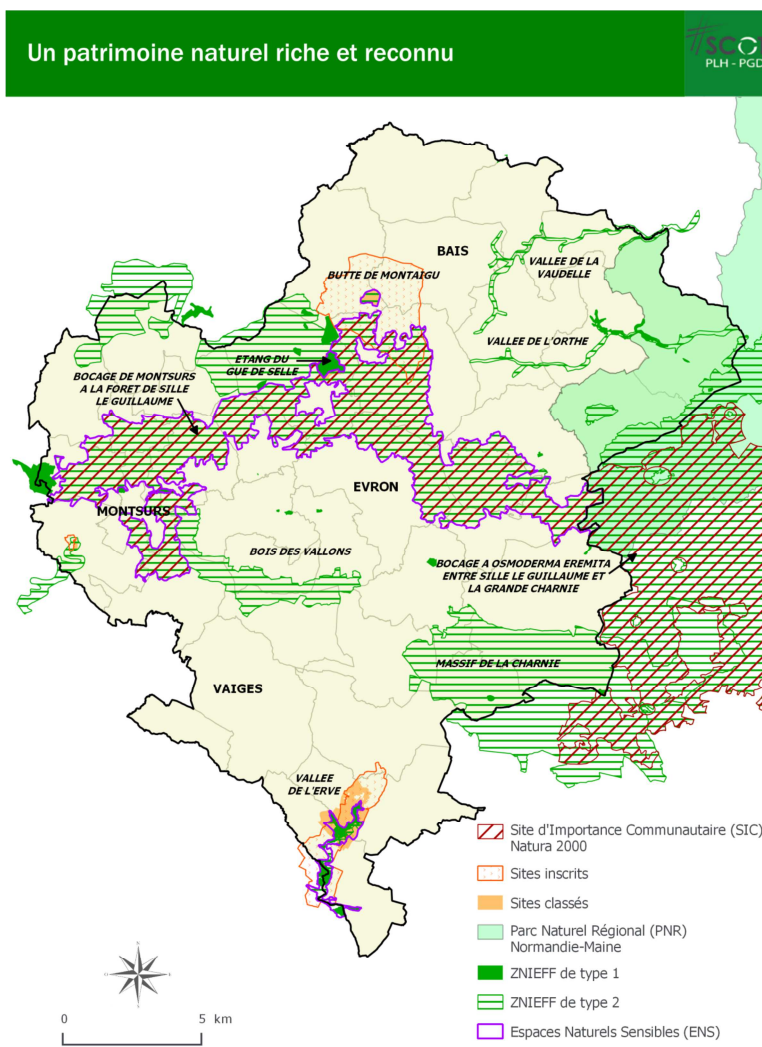 Un patrimoine naturel riche et reconnu
PLH - PGD
BAIS
BUTTE DE MONTAIGU
VALLEE DE LA
VAUDELLE
VALLEE DE L'ORTHE
ETANG DU
GUE DE SELLE
BOCAGE DE MONTSURS
A LA FORET DE SILLE
LE GUILLAUME
EVRON
MONTSURS
BOIS DES VALLONS
BOCAGE A OSMODERMA EREMITA
ENTRE SILLE LE GUILLAUME ET
LA GRANDE CHARNIE
MASSIF DE LA CHARNIE
VAIGES
VALLEE
DE L'ERVE
Site d'Importance Communautaire (SIC)
Natura 2000
Sites inscrits
Sites classés
Parc Naturel Régional (PNR)
Normandie-Maine
ZNIEFF de type 1
ZNIEFF de type 2
Espaces Naturels Sensibles (ENS)
0 5 km